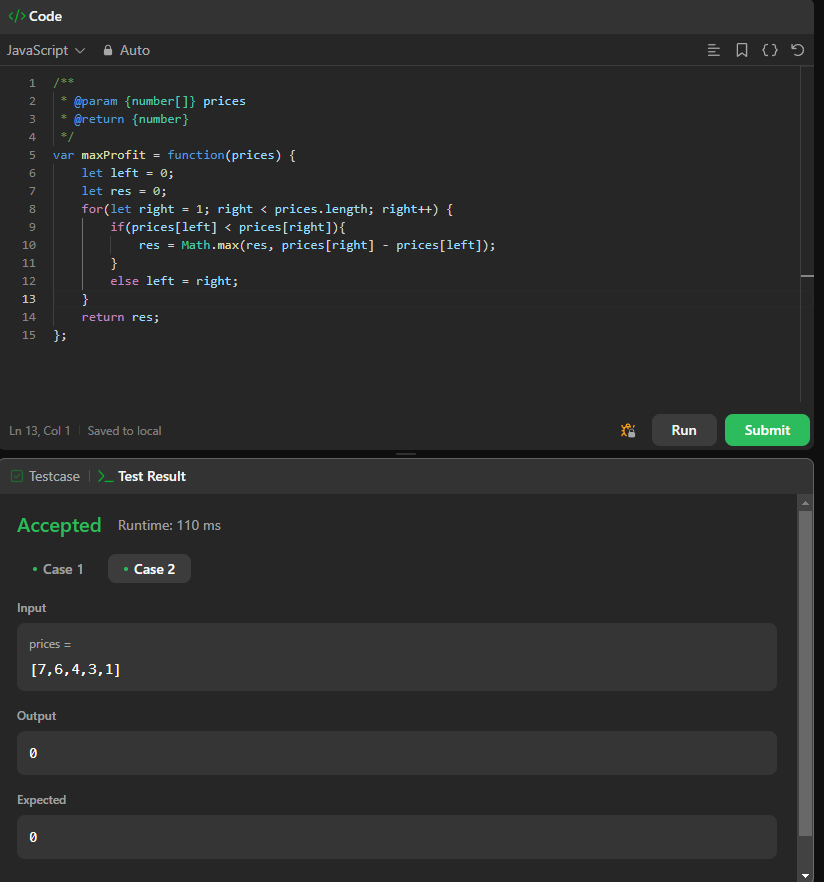 </> Code
JavaScript Auto
1 /**
2 * @param {number[]} prices
3 * @return {number}
4 */
5 var maxProfit = function(prices) {
6 let left = 0;
7 let res = 0;
8 for(let right = 1; right < prices.length; right++) {
9 if(prices[left] < prices[right]){
10 res = Math.max(res, prices[right] - prices[left]);
11 }
12 else left = right;
13 }
14 return res;
15 };
Ln 13, Col 1 | Saved to local Run Submit
Testcase | >_ Test Result
Accepted Runtime: 110 ms
• Case 1 • Case 2
Input
prices =
[7,6,4,3,1]
Output
0
Expected
0